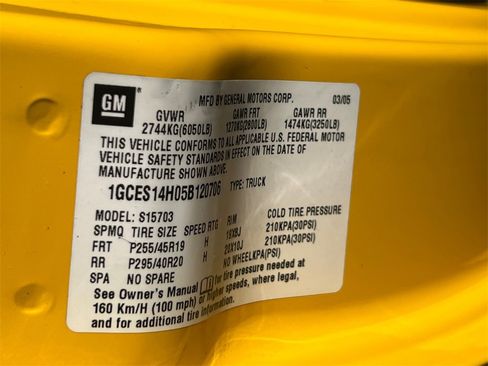 GM
MFD BY GENERAL MOTORS CORP. 03/05
GVWR GAWR FRT GAWR RR
2744KG(6050LB) 1270KG(2800LB) 1474KG(3250LB)
THIS VEHICLE CONFORMS TO ALL APPLICABLE U.S. FEDERAL MOTOR
VEHICLE SAFETY STANDARDS IN EFFECT ON THE DATE OF
MANUFACTURE SHOWN ABOVE.
1GCES14H05B120706 TYPE: TRUCK
MODEL: S15703
SPMO TIRE SIZE SPEED RTG RIM COLD TIRE PRESSURE
FRT P255/45R19 H 19X8J 210KPA(30PSI)
RR P295/40R20 H 20X10J 210KPA(30PSI)
SPA NO SPARE NO WHEELKPA(PSI)
See Owner's Manual for tire pressure needed at
160 Km/H (100 mph) or higher speeds, where legal,
and for additional tire information.